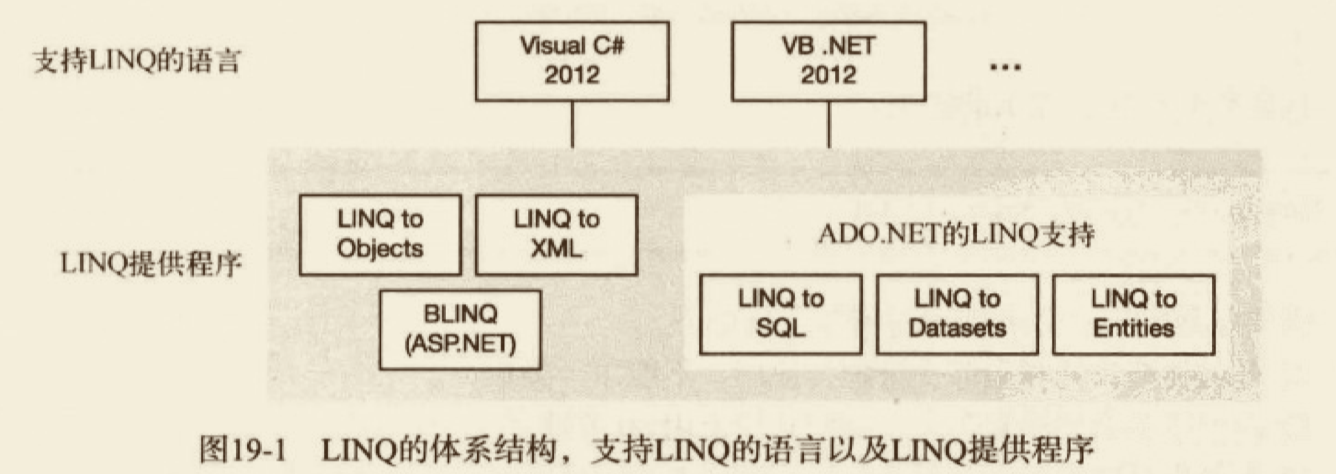 支持LINQ的语言
Visual C#
2012
VB .NET
2012
...
LINQ提供程序
LINQ to
Objects
LINQ to
XML
BLINQ
(ASP.NET)
ADO.NET的LINQ支持
LINQ to
SQL
LINQ to
Datasets
LINQ to
Entities
图19-1 LINQ的体系结构，支持LINQ的语言以及LINQ提供程序